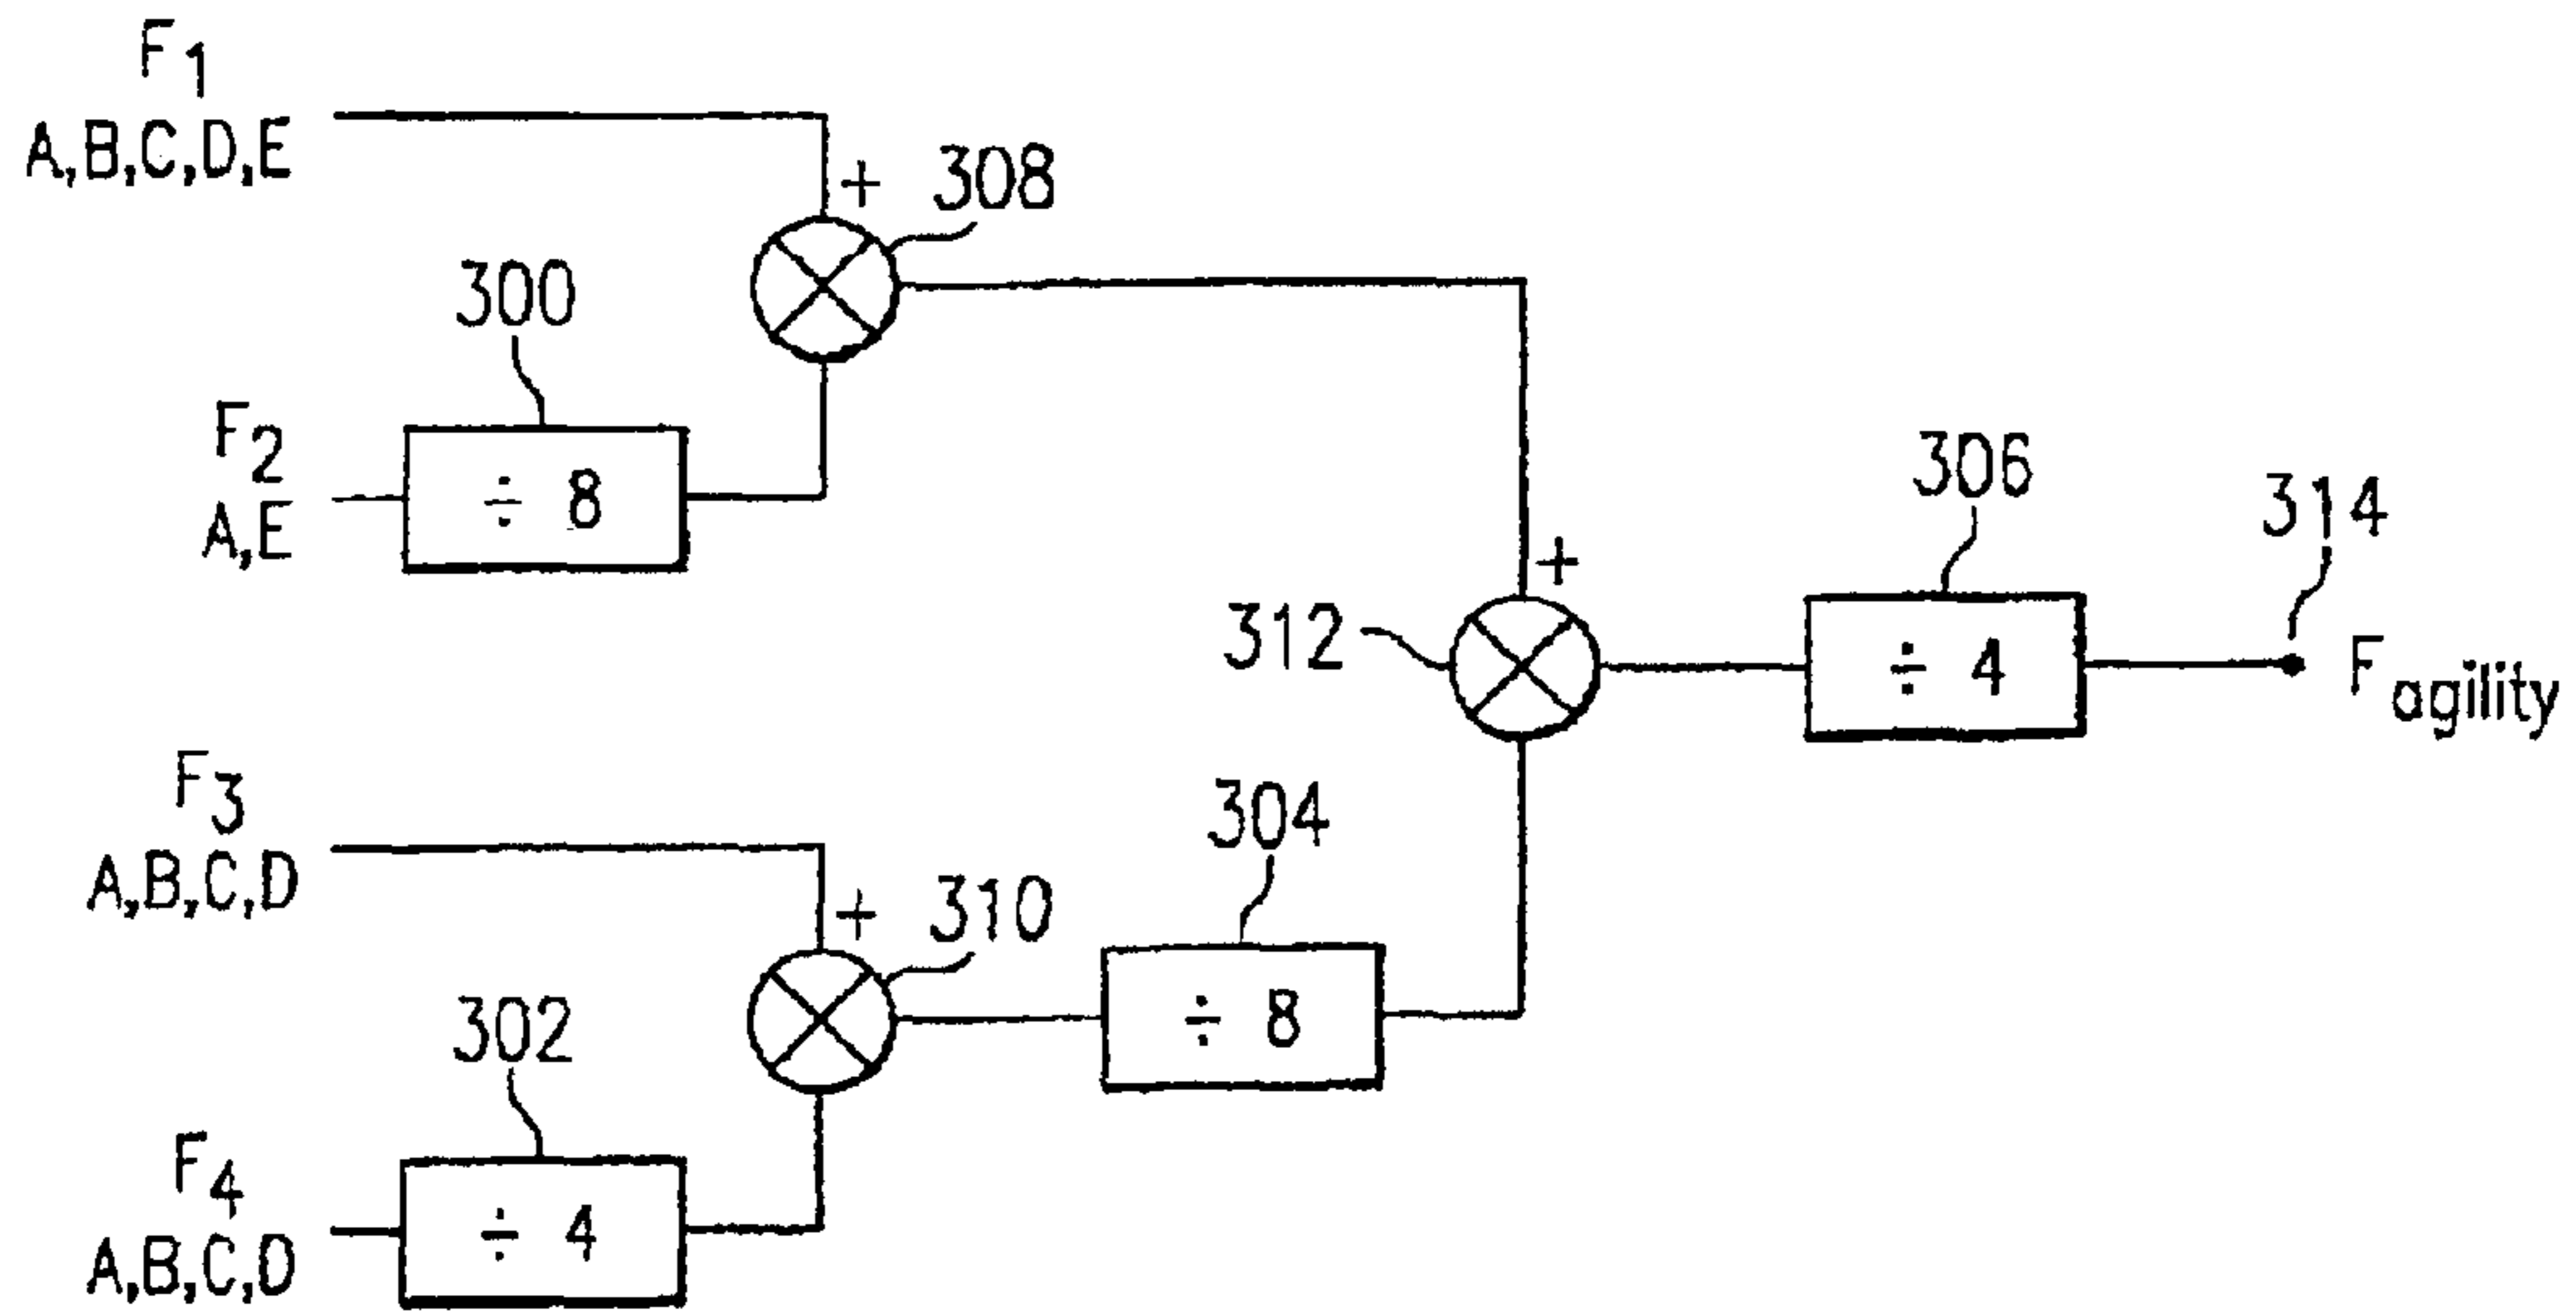 F1
A,B,C,D,E
+
308
300
F2
A,E
÷ 8
312
+
306
÷ 4
314
Fagility
F3
A,B,C,D
+
310
304
÷ 8
302
F4
A,B,C,D
÷ 4